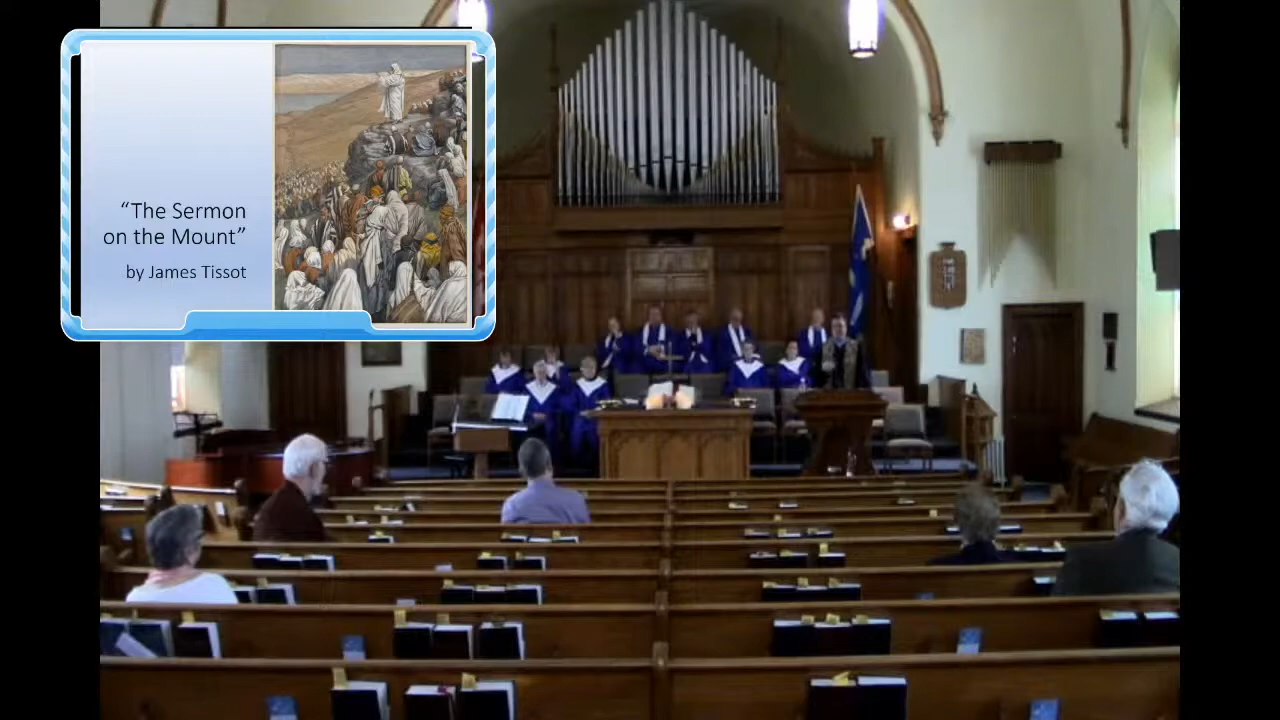 “The Sermon
on the Mount”
by James Tissot